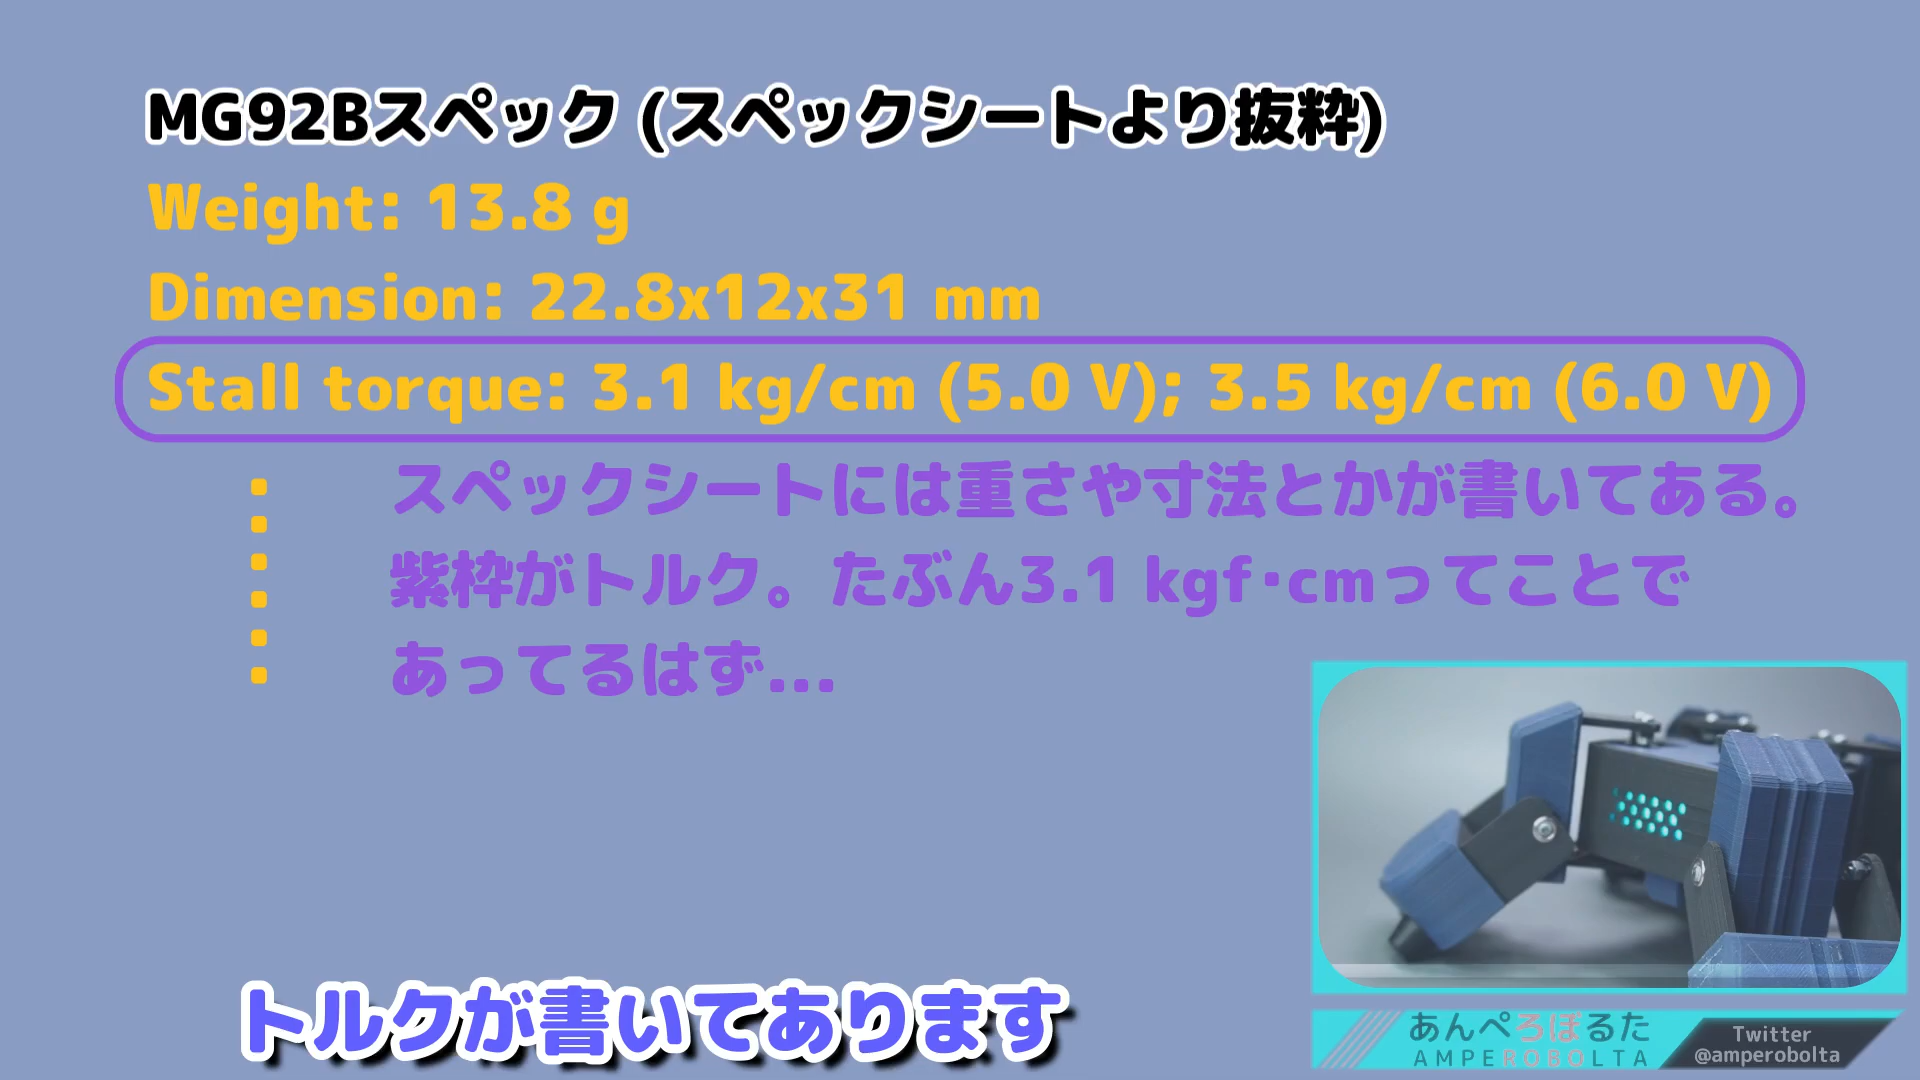 MG92Bスペック (スペックシートより抜粋)
Weight: 13.8 g
Dimension: 22.8x12x31 mm
Stall torque: 3.1 kg/cm (5.0 V); 3.5 kg/cm (6.0 V)
スペックシートには重さや寸法とかが書いてある。
紫枠がトルク。たぶん3.1 kgf·cmってことで
あってるはず...
トルクが書いてあります
あんぺろぼるた
AMPEROBOLTA
Twitter
@amperobolta